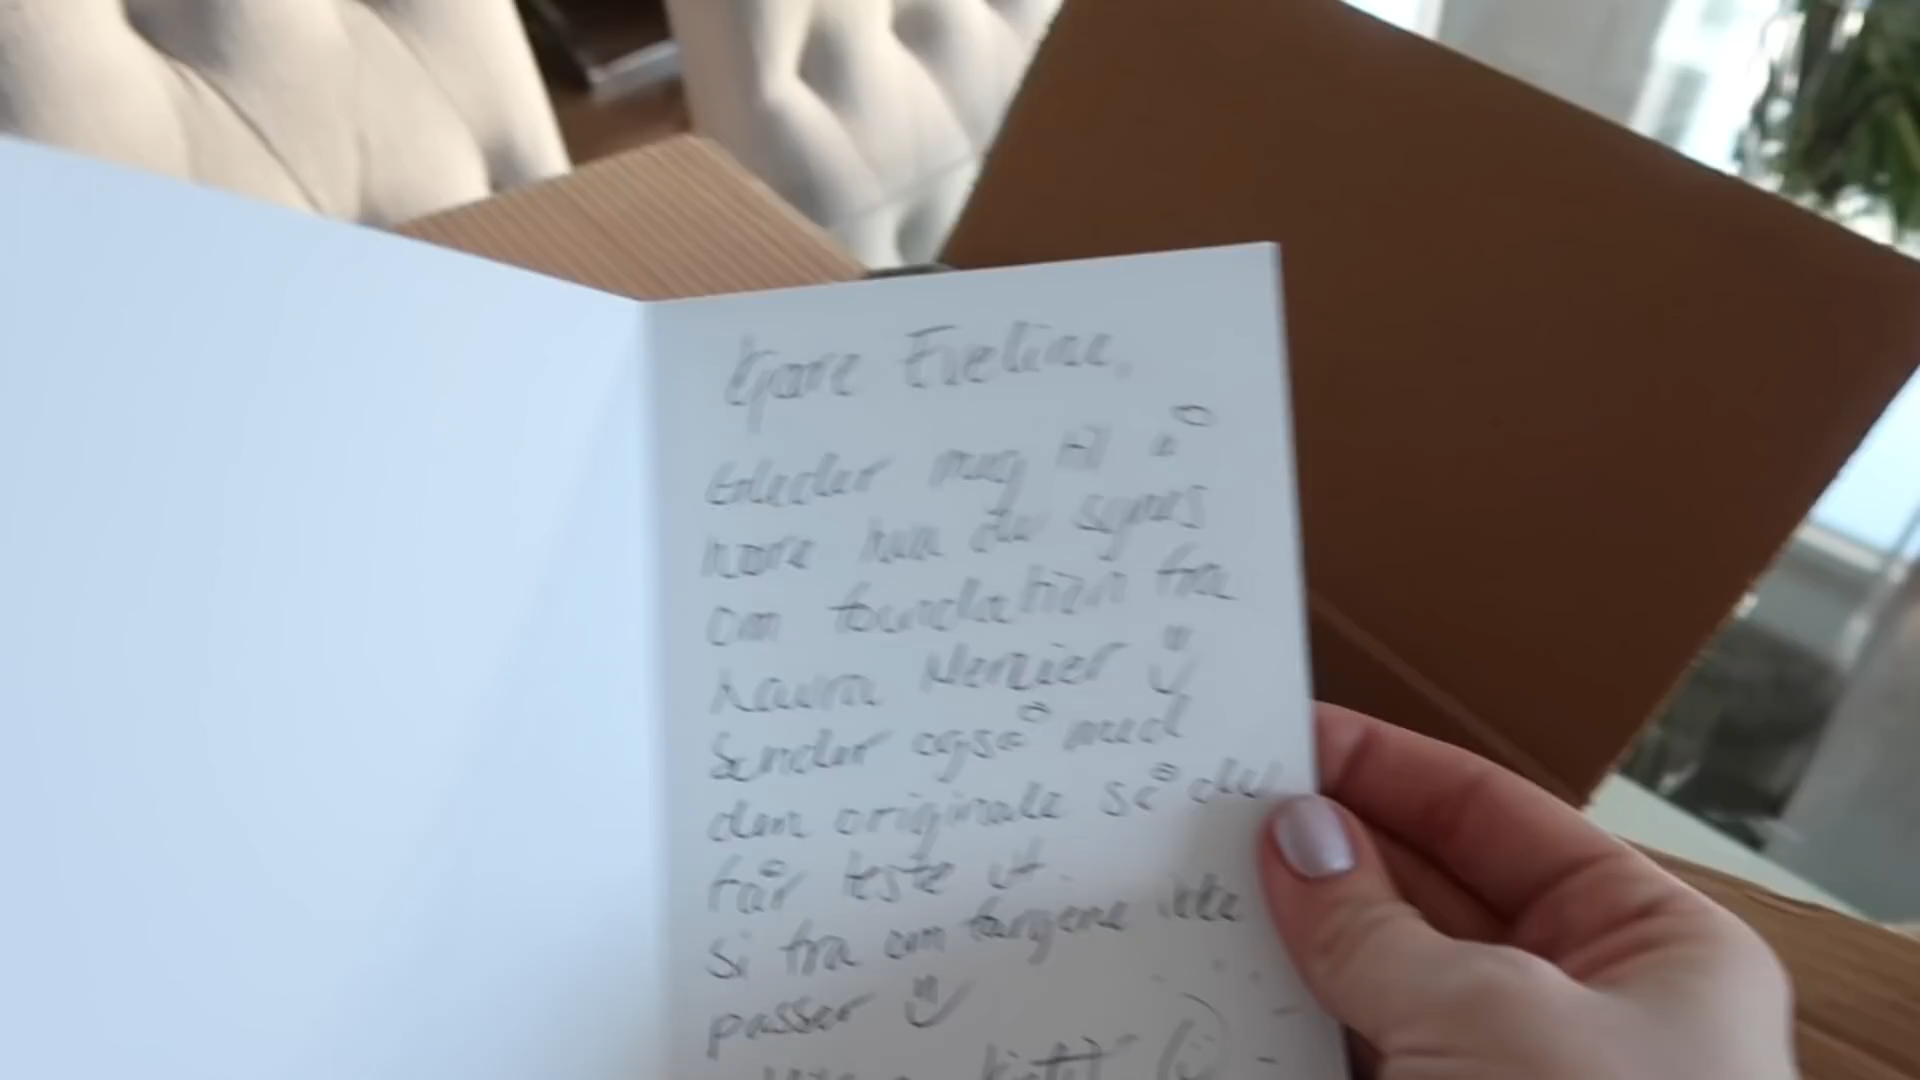 Kjære Eveline,
Gleder meg til å
høre hva du synes
om foundation fra
Laura Mercier
Sender også med
den originale så du
får teste ut.
Si fra om fargene ikke
passer